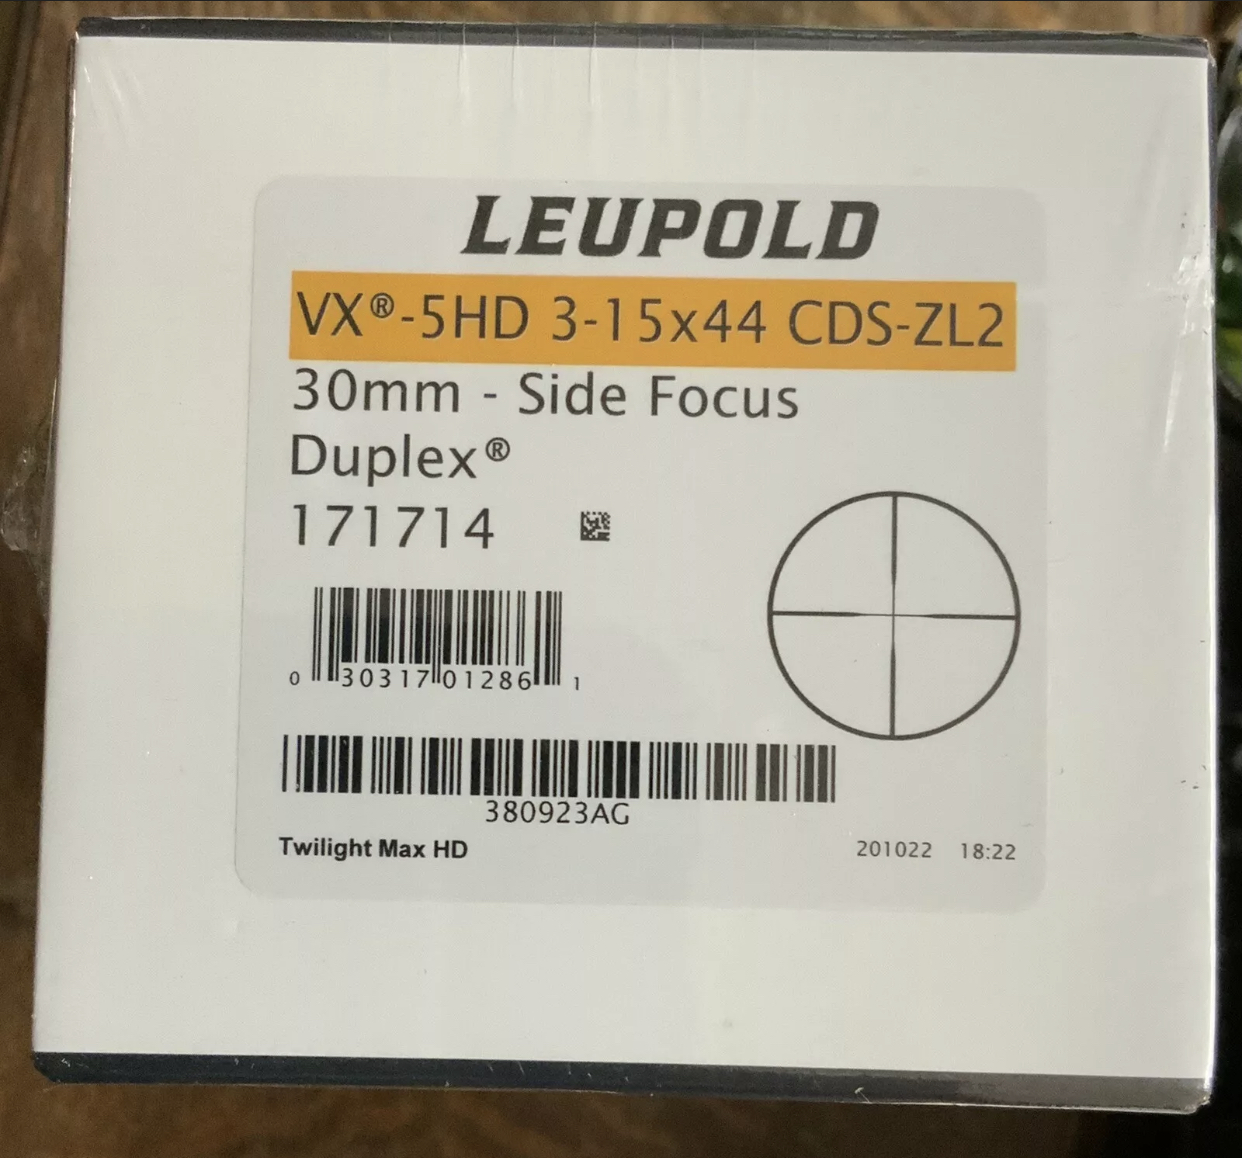 LEUPOLD
VX®-5HD 3-15x44 CDS-ZL2
30mm - Side Focus
Duplex®
171714
0 30317 01286 1
380923AG
Twilight Max HD 201022 18:22